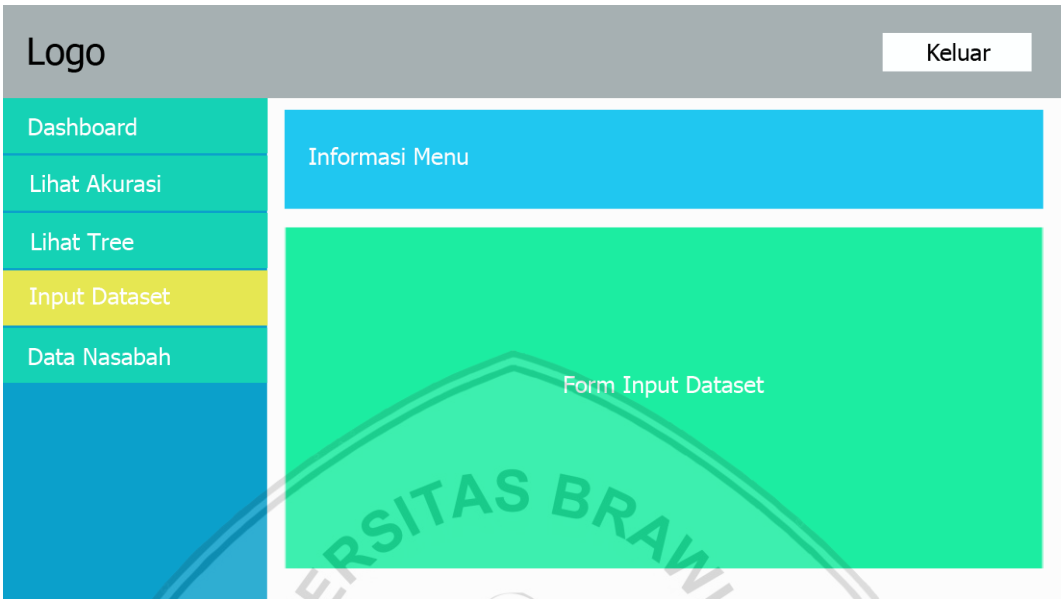 Logo
Keluar
Dashboard
Lihat Akurasi
Lihat Tree
Input Dataset
Data Nasabah
Informasi Menu
Form Input Dataset
ERSITAS BRAW